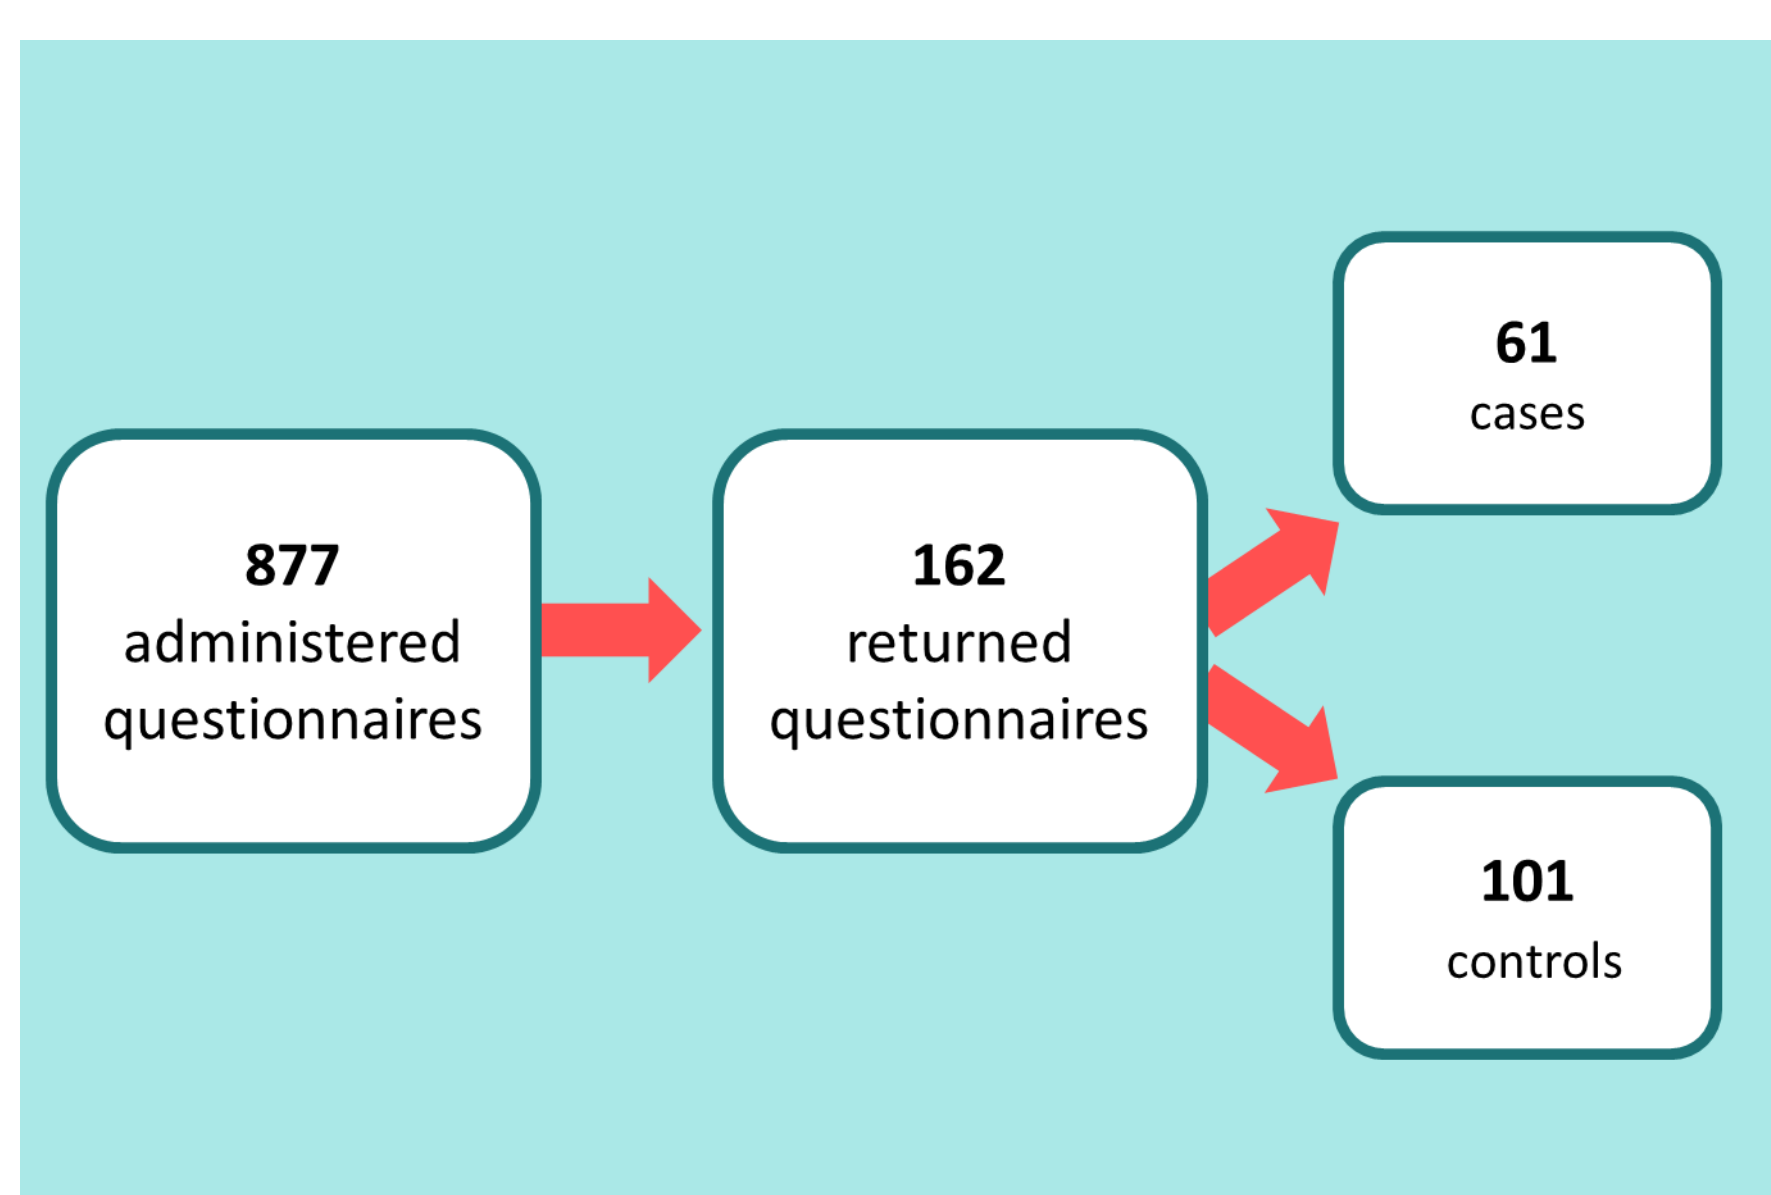 877
administered
questionnaires
162
returned
questionnaires
61
cases
101
controls